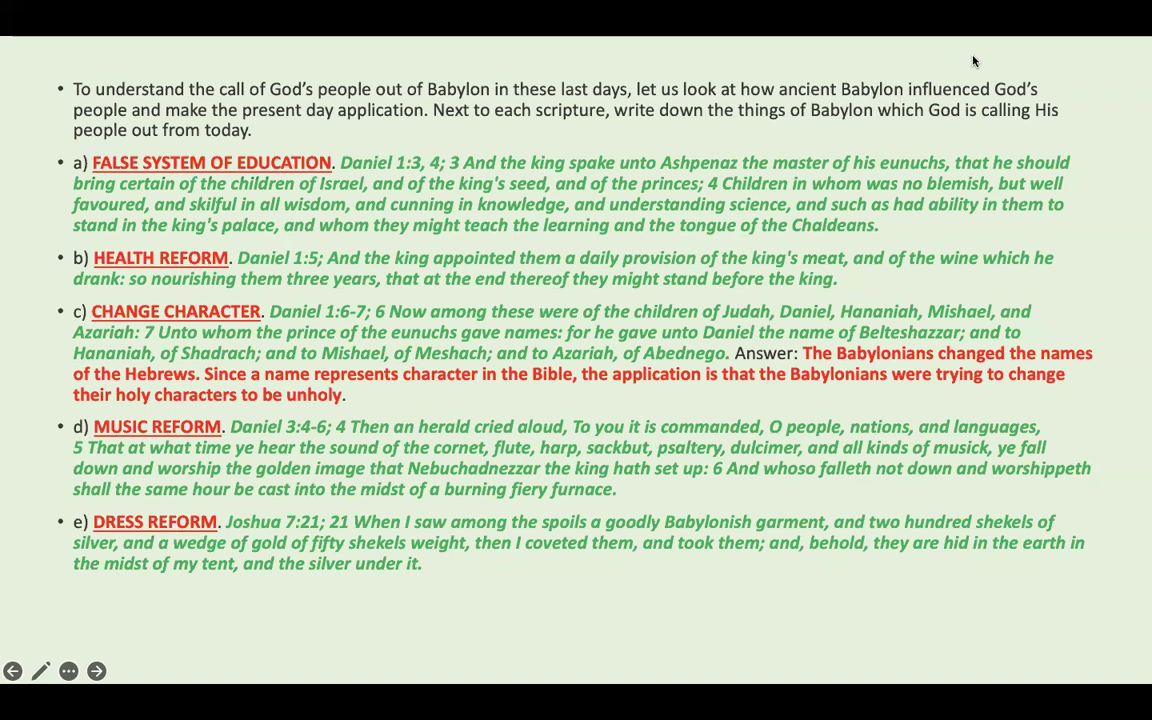 • To understand the call of God’s people out of Babylon in these last days, let us look at how ancient Babylon influenced God’s
people and make the present day application. Next to each scripture, write down the things of Babylon which God is calling His
people out from today.
• a) FALSE SYSTEM OF EDUCATION. Daniel 1:3, 4; 3 And the king spake unto Ashpenaz the master of his eunuchs, that he should
bring certain of the children of Israel, and of the king's seed, and of the princes; 4 Children in whom was no blemish, but well
favoured, and skilful in all wisdom, and cunning in knowledge, and understanding science, and such as had ability in them to
stand in the king's palace, and whom they might teach the learning and the tongue of the Chaldeans.
• b) HEALTH REFORM. Daniel 1:5; And the king appointed them a daily provision of the king's meat, and of the wine which he
drank: so nourishing them three years, that at the end thereof they might stand before the king.
• c) CHANGE CHARACTER. Daniel 1:6-7; 6 Now among these were of the children of Judah, Daniel, Hananiah, Mishael, and
Azariah: 7 Unto whom the prince of the eunuchs gave names: for he gave unto Daniel the name of Belteshazzar; and to
Hananiah, of Shadrach; and to Mishael, of Meshach; and to Azariah, of Abednego. Answer: The Babylonians changed the names
of the Hebrews. Since a name represents character in the Bible, the application is that the Babylonians were trying to change
their holy characters to be unholy.
• d) MUSIC REFORM. Daniel 3:4-6; 4 Then an herald cried aloud, To you it is commanded, O people, nations, and languages,
5 That at what time ye hear the sound of the cornet, flute, harp, sackbut, psaltery, dulcimer, and all kinds of musick, ye fall
down and worship the golden image that Nebuchadnezzar the king hath set up: 6 And whoso falleth not down and worshippeth
shall the same hour be cast into the midst of a burning fiery furnace.
• e) DRESS REFORM. Joshua 7:21; 21 When I saw among the spoils a goodly Babylonish garment, and two hundred shekels of
silver, and a wedge of gold of fifty shekels weight, then I coveted them, and took them; and, behold, they are hid in the earth in
the midst of my tent, and the silver under it.